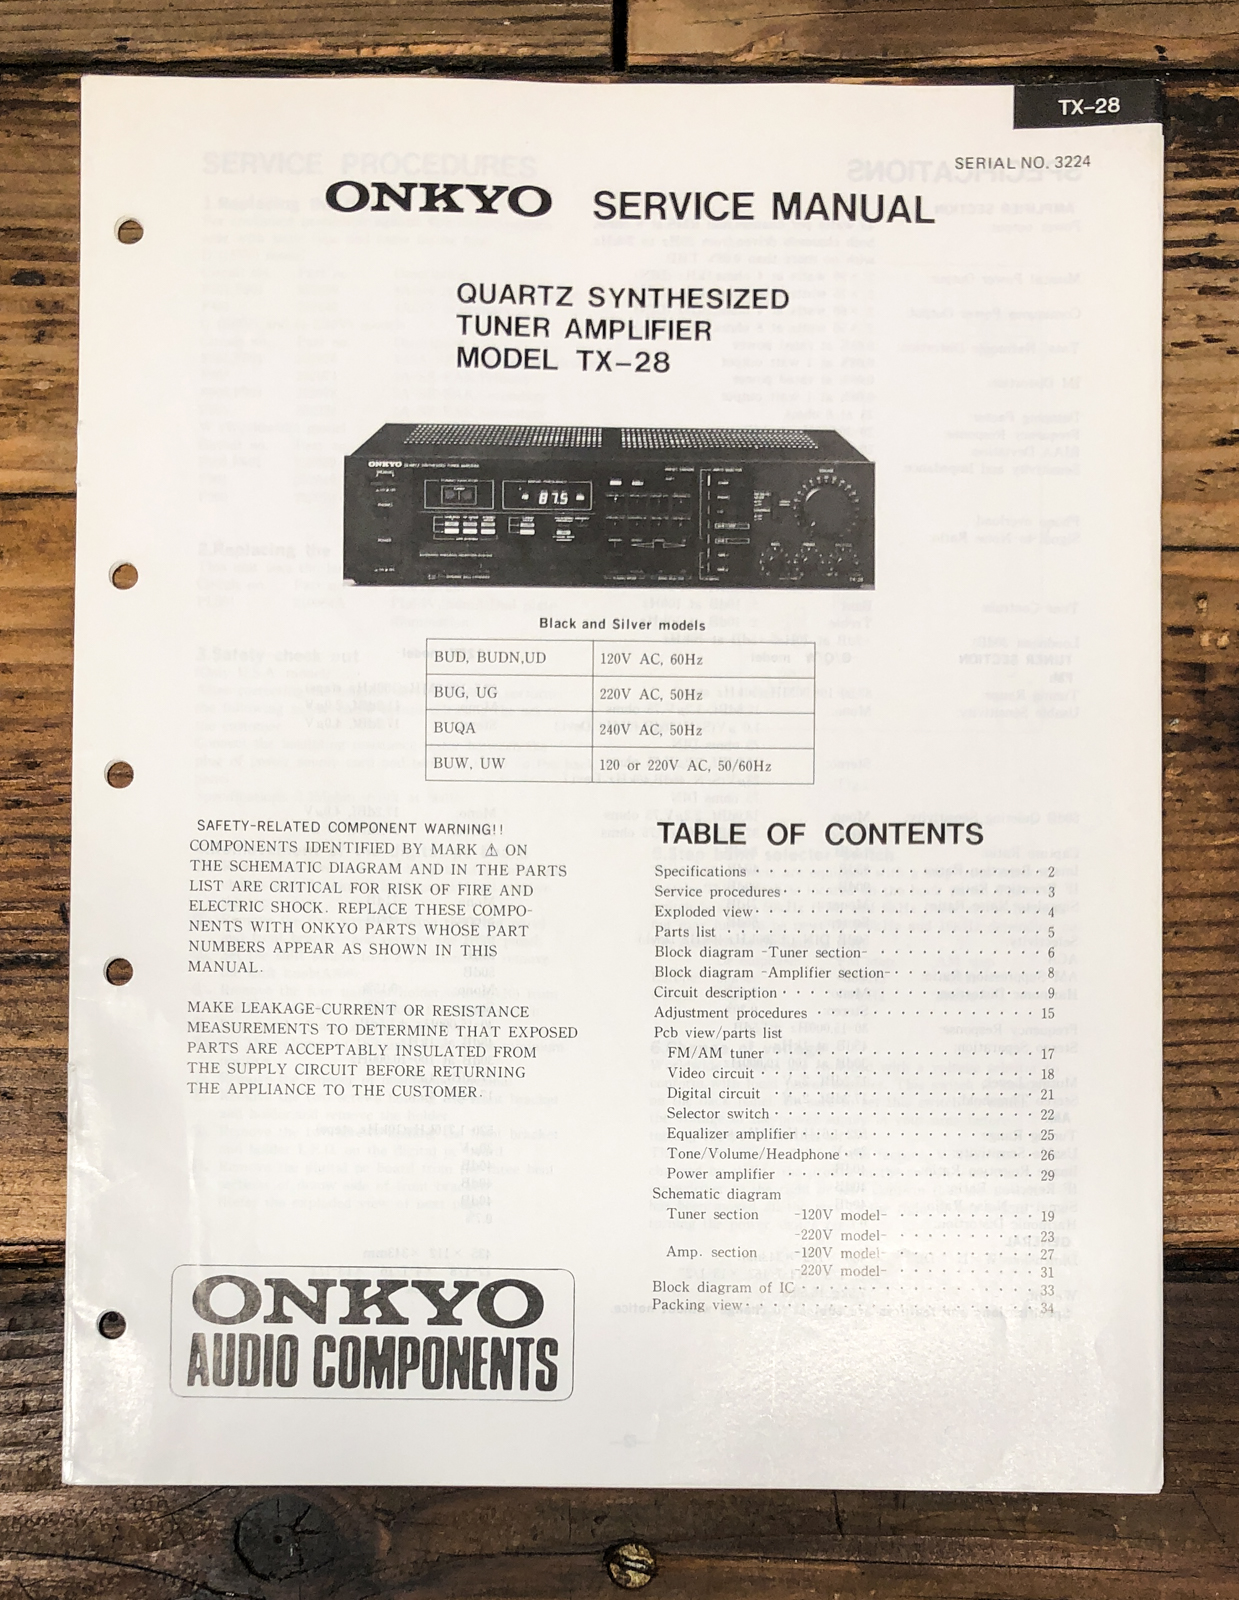 TX-28
SERIAL NO. 3224
ONKYO SERVICE MANUAL
QUARTZ SYNTHESIZED
TUNER AMPLIFIER
MODEL TX-28
ONKYO
87.5
Black and Silver models
BUD, BUDN,UD 120V AC, 60Hz
BUG, UG 220V AC, 50Hz
BUQA 240V AC, 50Hz
BUW, UW 120 or 220V AC, 50/60Hz
SAFETY-RELATED COMPONENT WARNING!!
COMPONENTS IDENTIFIED BY MARK ⚠ ON
THE SCHEMATIC DIAGRAM AND IN THE PARTS
LIST ARE CRITICAL FOR RISK OF FIRE AND
ELECTRIC SHOCK. REPLACE THESE COMPO-
NENTS WITH ONKYO PARTS WHOSE PART
NUMBERS APPEAR AS SHOWN IN THIS
MANUAL.
MAKE LEAKAGE-CURRENT OR RESISTANCE
MEASUREMENTS TO DETERMINE THAT EXPOSED
PARTS ARE ACCEPTABLY INSULATED FROM
THE SUPPLY CIRCUIT BEFORE RETURNING
THE APPLIANCE TO THE CUSTOMER.
TABLE OF CONTENTS
Specifications 2
Service procedures 3
Exploded view 4
Parts list 5
Block diagram -Tuner section- 6
Block diagram -Amplifier section- 8
Circuit description 9
Adjustment procedures 15
Pcb view/parts list
FM/AM tuner 17
Video circuit 18
Digital circuit 21
Selector switch 22
Equalizer amplifier 25
Tone/Volume/Headphone 26
Power amplifier 29
Schematic diagram
Tuner section -120V model- 19
-220V model- 23
Amp. section -120V model- 27
-220V model- 31
Block diagram of IC 33
Packing view 34
ONKYO
AUDIO COMPONENTS